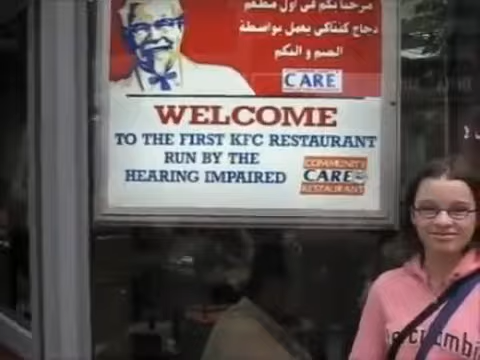 مرحبا بكم في اول مطعم
دجاج كنتاكي يعمل بواسطة
الصم و البكم
CARE
WELCOME
TO THE FIRST KFC RESTAURANT
RUN BY THE
HEARING IMPAIRED
COMMUNITY
CARE
RESTAURANT